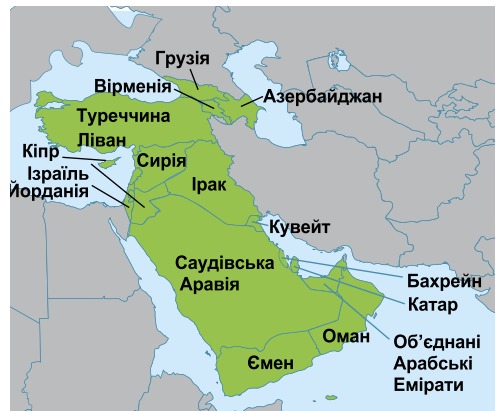 Грузія
Вірменія
Азербайджан
Туреччина
Ліван
Кіпр
Сирія
Ізраїль
Йорданія
Ірак
Кувейт
Саудівська
Аравія
Бахрейн
Катар
Оман
Об’єднані
Арабські
Емірати
Ємен